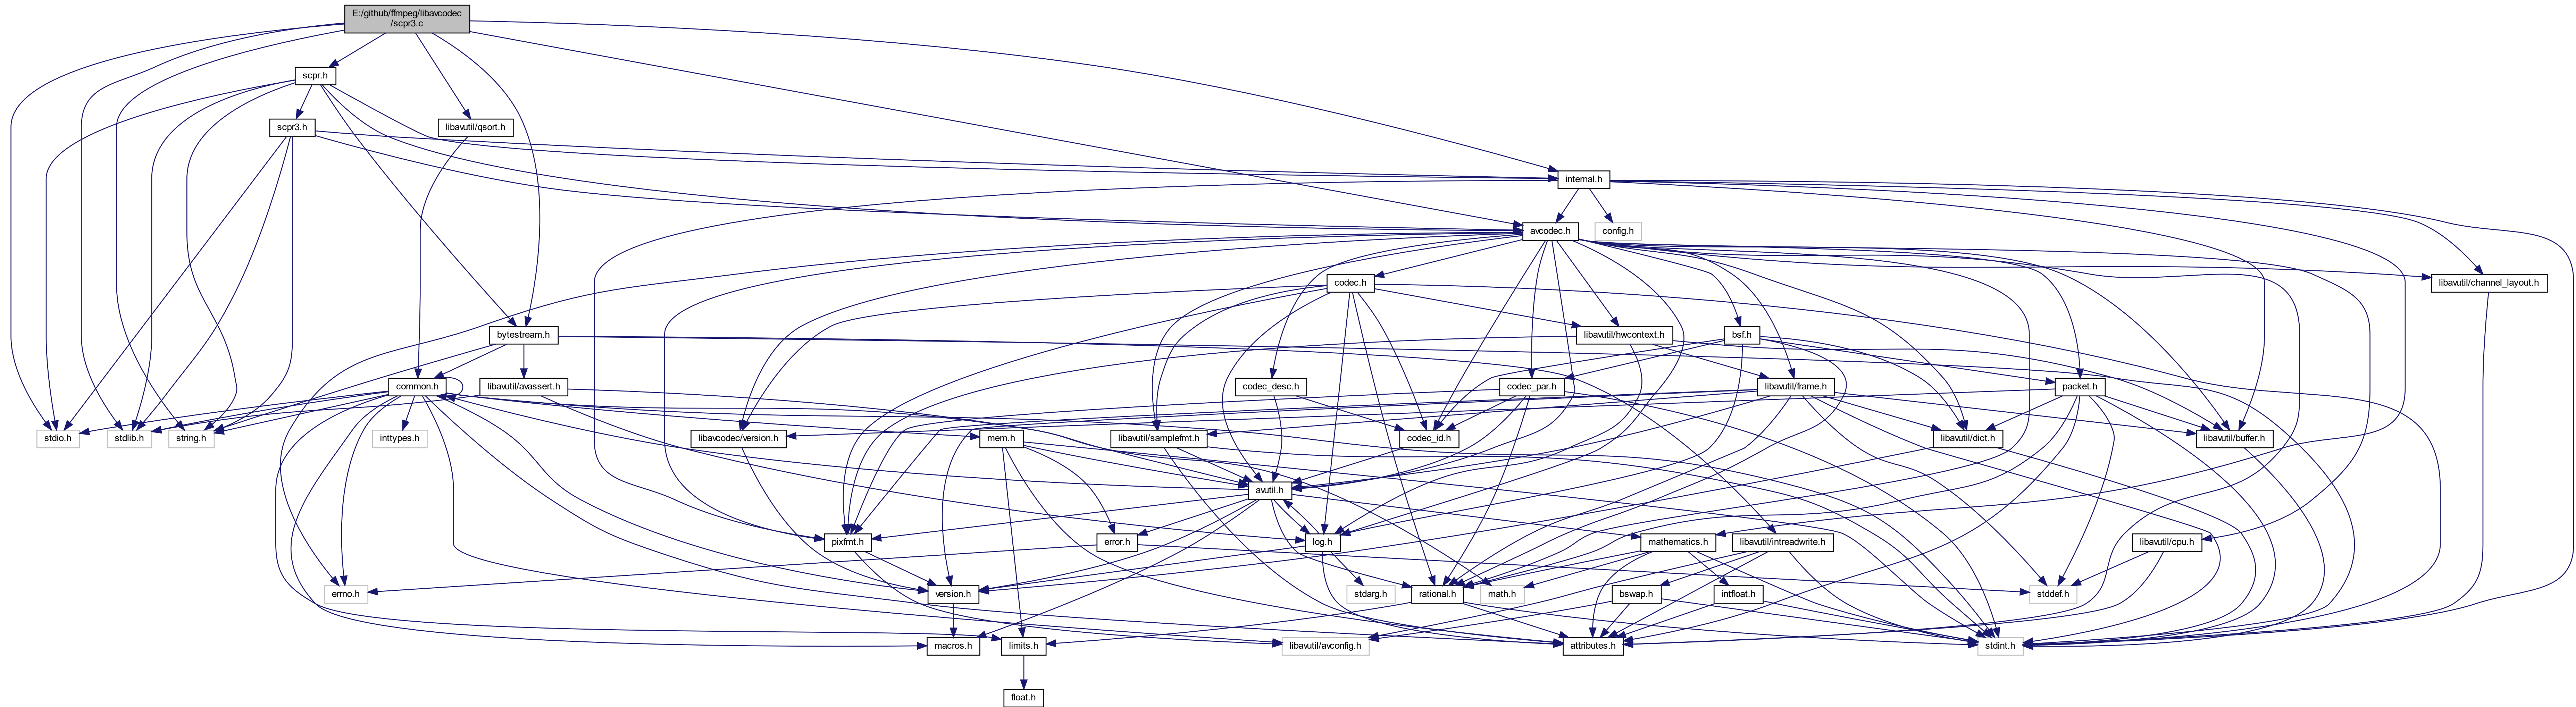 E:/github/ffmpeg/libavcodec
/scpr3.c
scpr.h
scpr3.h
libavutil/qsort.h
internal.h
avcodec.h
config.h
codec.h
libavutil/channel_layout.h
bytestream.h
libavutil/hwcontext.h
bsf.h
common.h
libavutil/avassert.h
codec_desc.h
codec_par.h
libavutil/frame.h
packet.h
stdio.h
stdlib.h
string.h
inttypes.h
libavcodec/version.h
mem.h
libavutil/samplefmt.h
codec_id.h
libavutil/dict.h
libavutil/buffer.h
avutil.h
pixfmt.h
error.h
log.h
mathematics.h
libavutil/intreadwrite.h
libavutil/cpu.h
errno.h
version.h
stdarg.h
rational.h
math.h
bswap.h
intfloat.h
stddef.h
macros.h
limits.h
libavutil/avconfig.h
attributes.h
stdint.h
float.h